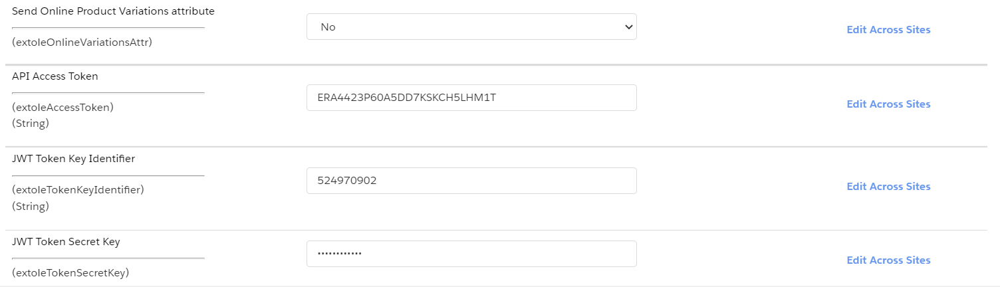 Send Online Product Variations attribute
No
Edit Across Sites
(extoleOnlineVariationsAttr)
API Access Token
ERA4423P60A5DD7KSKCH5LHM1T
Edit Across Sites
(extoleAccessToken)
(String)
JWT Token Key Identifier
524970902
Edit Across Sites
(extoleTokenKeyIdentifier)
(String)
JWT Token Secret Key
••••••••••••
Edit Across Sites
(extoleTokenSecretKey)